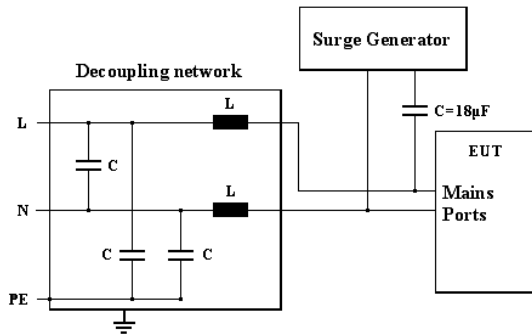 Surge Generator
Decoupling network
L
L
C=18µF
EUT
C
L
Mains
Ports
N
C
C
PE